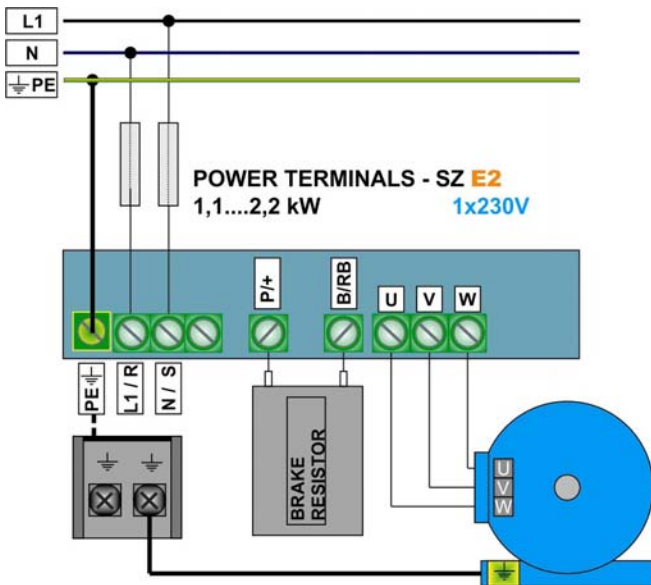 L1
N
⏚ PE
POWER TERMINALS - SZ E2
1,1....2,2 kW 1x230V
P/+
B/RB
U V W
PE⏚
L1 / R
N / S
BRAKE
RESISTOR
U
V
W